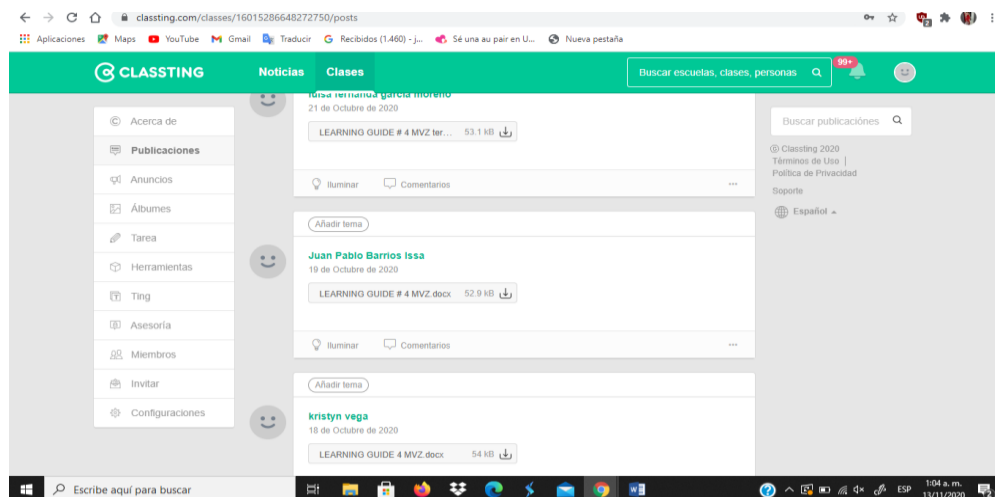 classting.com/classes/16015286648272750/posts
Aplicaciones Maps YouTube Gmail Traducir Recibidos (1.460) - j... Sé una au pair en U... Nueva pestaña
CLASSTING Noticias Clases Buscar escuelas, clases, personas 99+
luisa fernanda garcia moreno
21 de Octubre de 2020
LEARNING GUIDE # 4 MVZ ter... 53.1 kB
Iluminar Comentarios
Acerca de
Publicaciones
Anuncios
Álbumes
Tarea
Herramientas
Ting
Asesoría
Miembros
Invitar
Configuraciones
Añadir tema
Juan Pablo Barrios Issa
19 de Octubre de 2020
LEARNING GUIDE # 4 MVZ.docx 52.9 kB
Iluminar Comentarios
Añadir tema
kristyn vega
18 de Octubre de 2020
LEARNING GUIDE 4 MVZ.docx 54 kB
Buscar publicaciónes
© Classting 2020
Términos de Uso |
Política de Privacidad
Soporte
Español
Escribe aquí para buscar
ESP
1:04 a. m.
13/11/2020